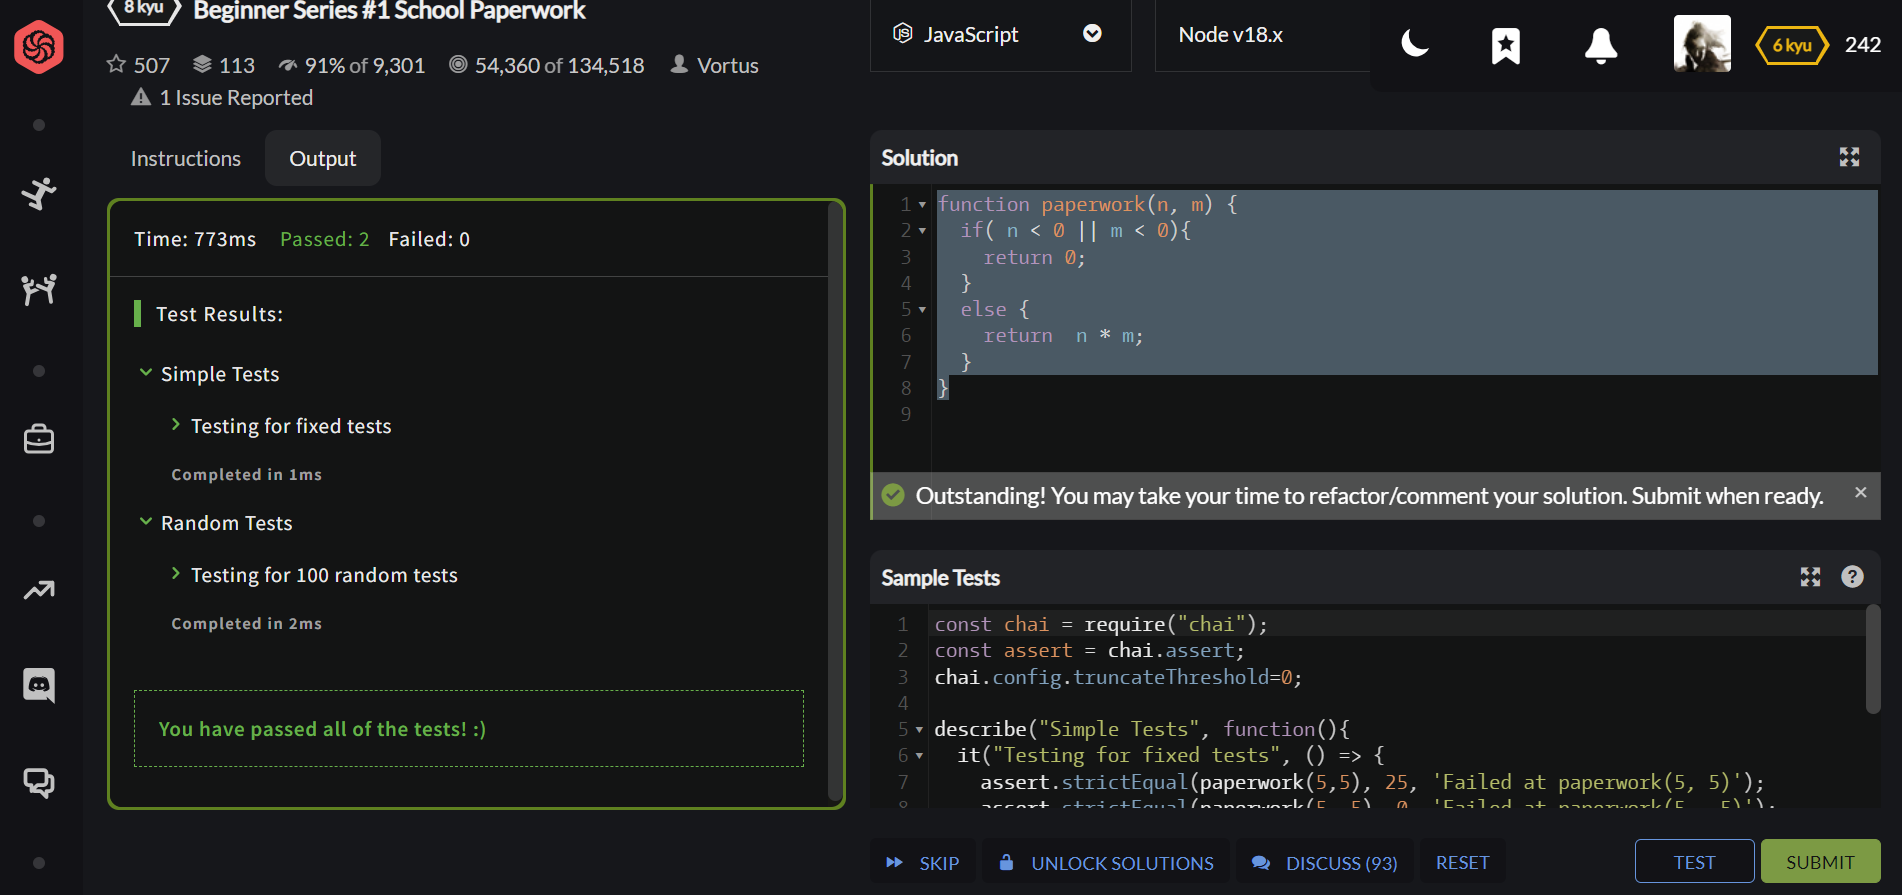 8 kyu Beginner Series #1 School Paperwork
507 113 91% of 9,301 54,360 of 134,518 Vortus
1 Issue Reported
JavaScript
Node v18.x
6 kyu 242
Instructions Output
Time: 773ms Passed: 2 Failed: 0
Test Results:
Simple Tests
Testing for fixed tests
Completed in 1ms
Random Tests
Testing for 100 random tests
Completed in 2ms
You have passed all of the tests! :)
Solution
1 function paperwork(n, m) {
2 if( n < 0 || m < 0){
3 return 0;
4 }
5 else {
6 return  n * m;
7 }
8 }
9
Outstanding! You may take your time to refactor/comment your solution. Submit when ready.
Sample Tests
1 const chai = require("chai");
2 const assert = chai.assert;
3 chai.config.truncateThreshold=0;
4
5 describe("Simple Tests", function(){
6 it("Testing for fixed tests", () => {
7 assert.strictEqual(paperwork(5,5), 25, 'Failed at paperwork(5, 5)');
SKIP UNLOCK SOLUTIONS DISCUSS (93) RESET TEST SUBMIT